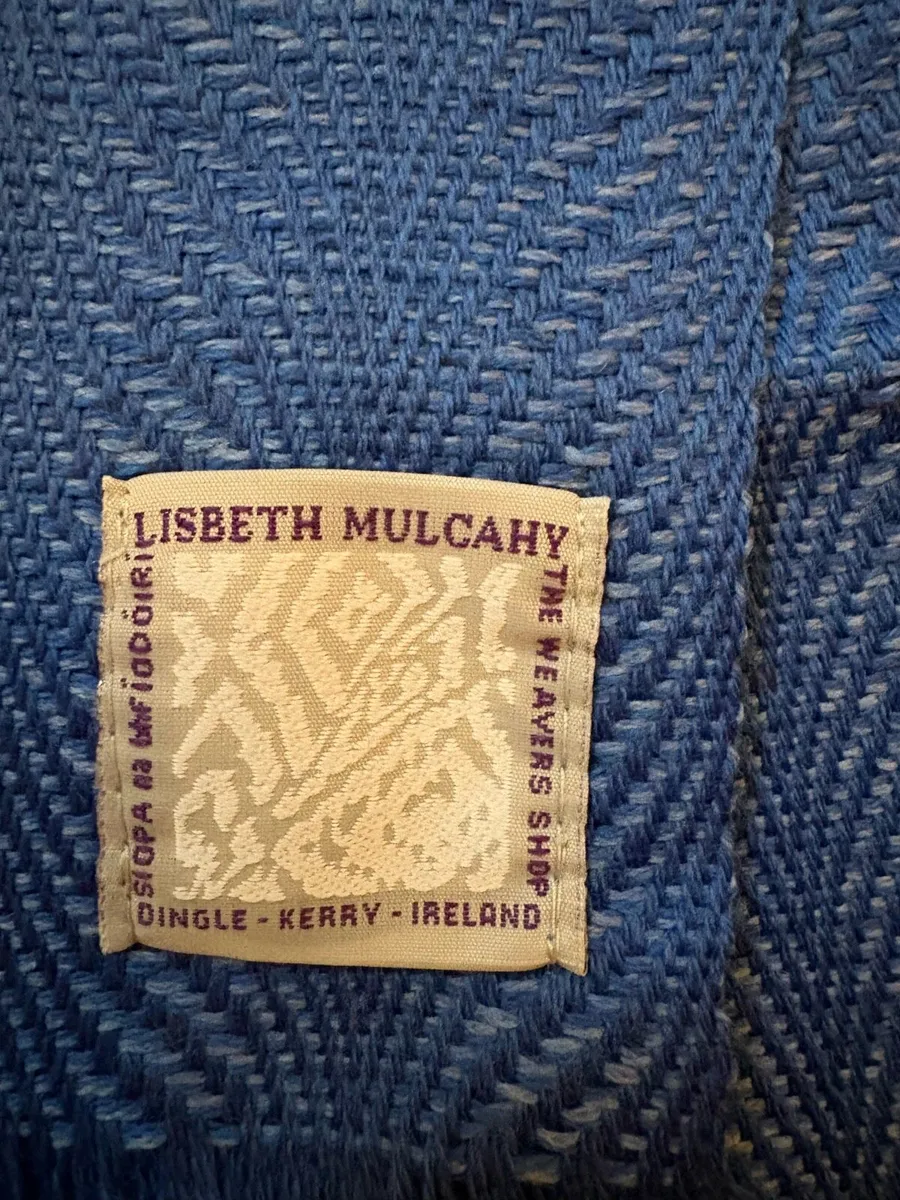 LISBETH MULCAHY
THE WEAVERS SHOP
DINGLE - KERRY - IRELAND
SIOPA na bhFÍODÓIRÍ